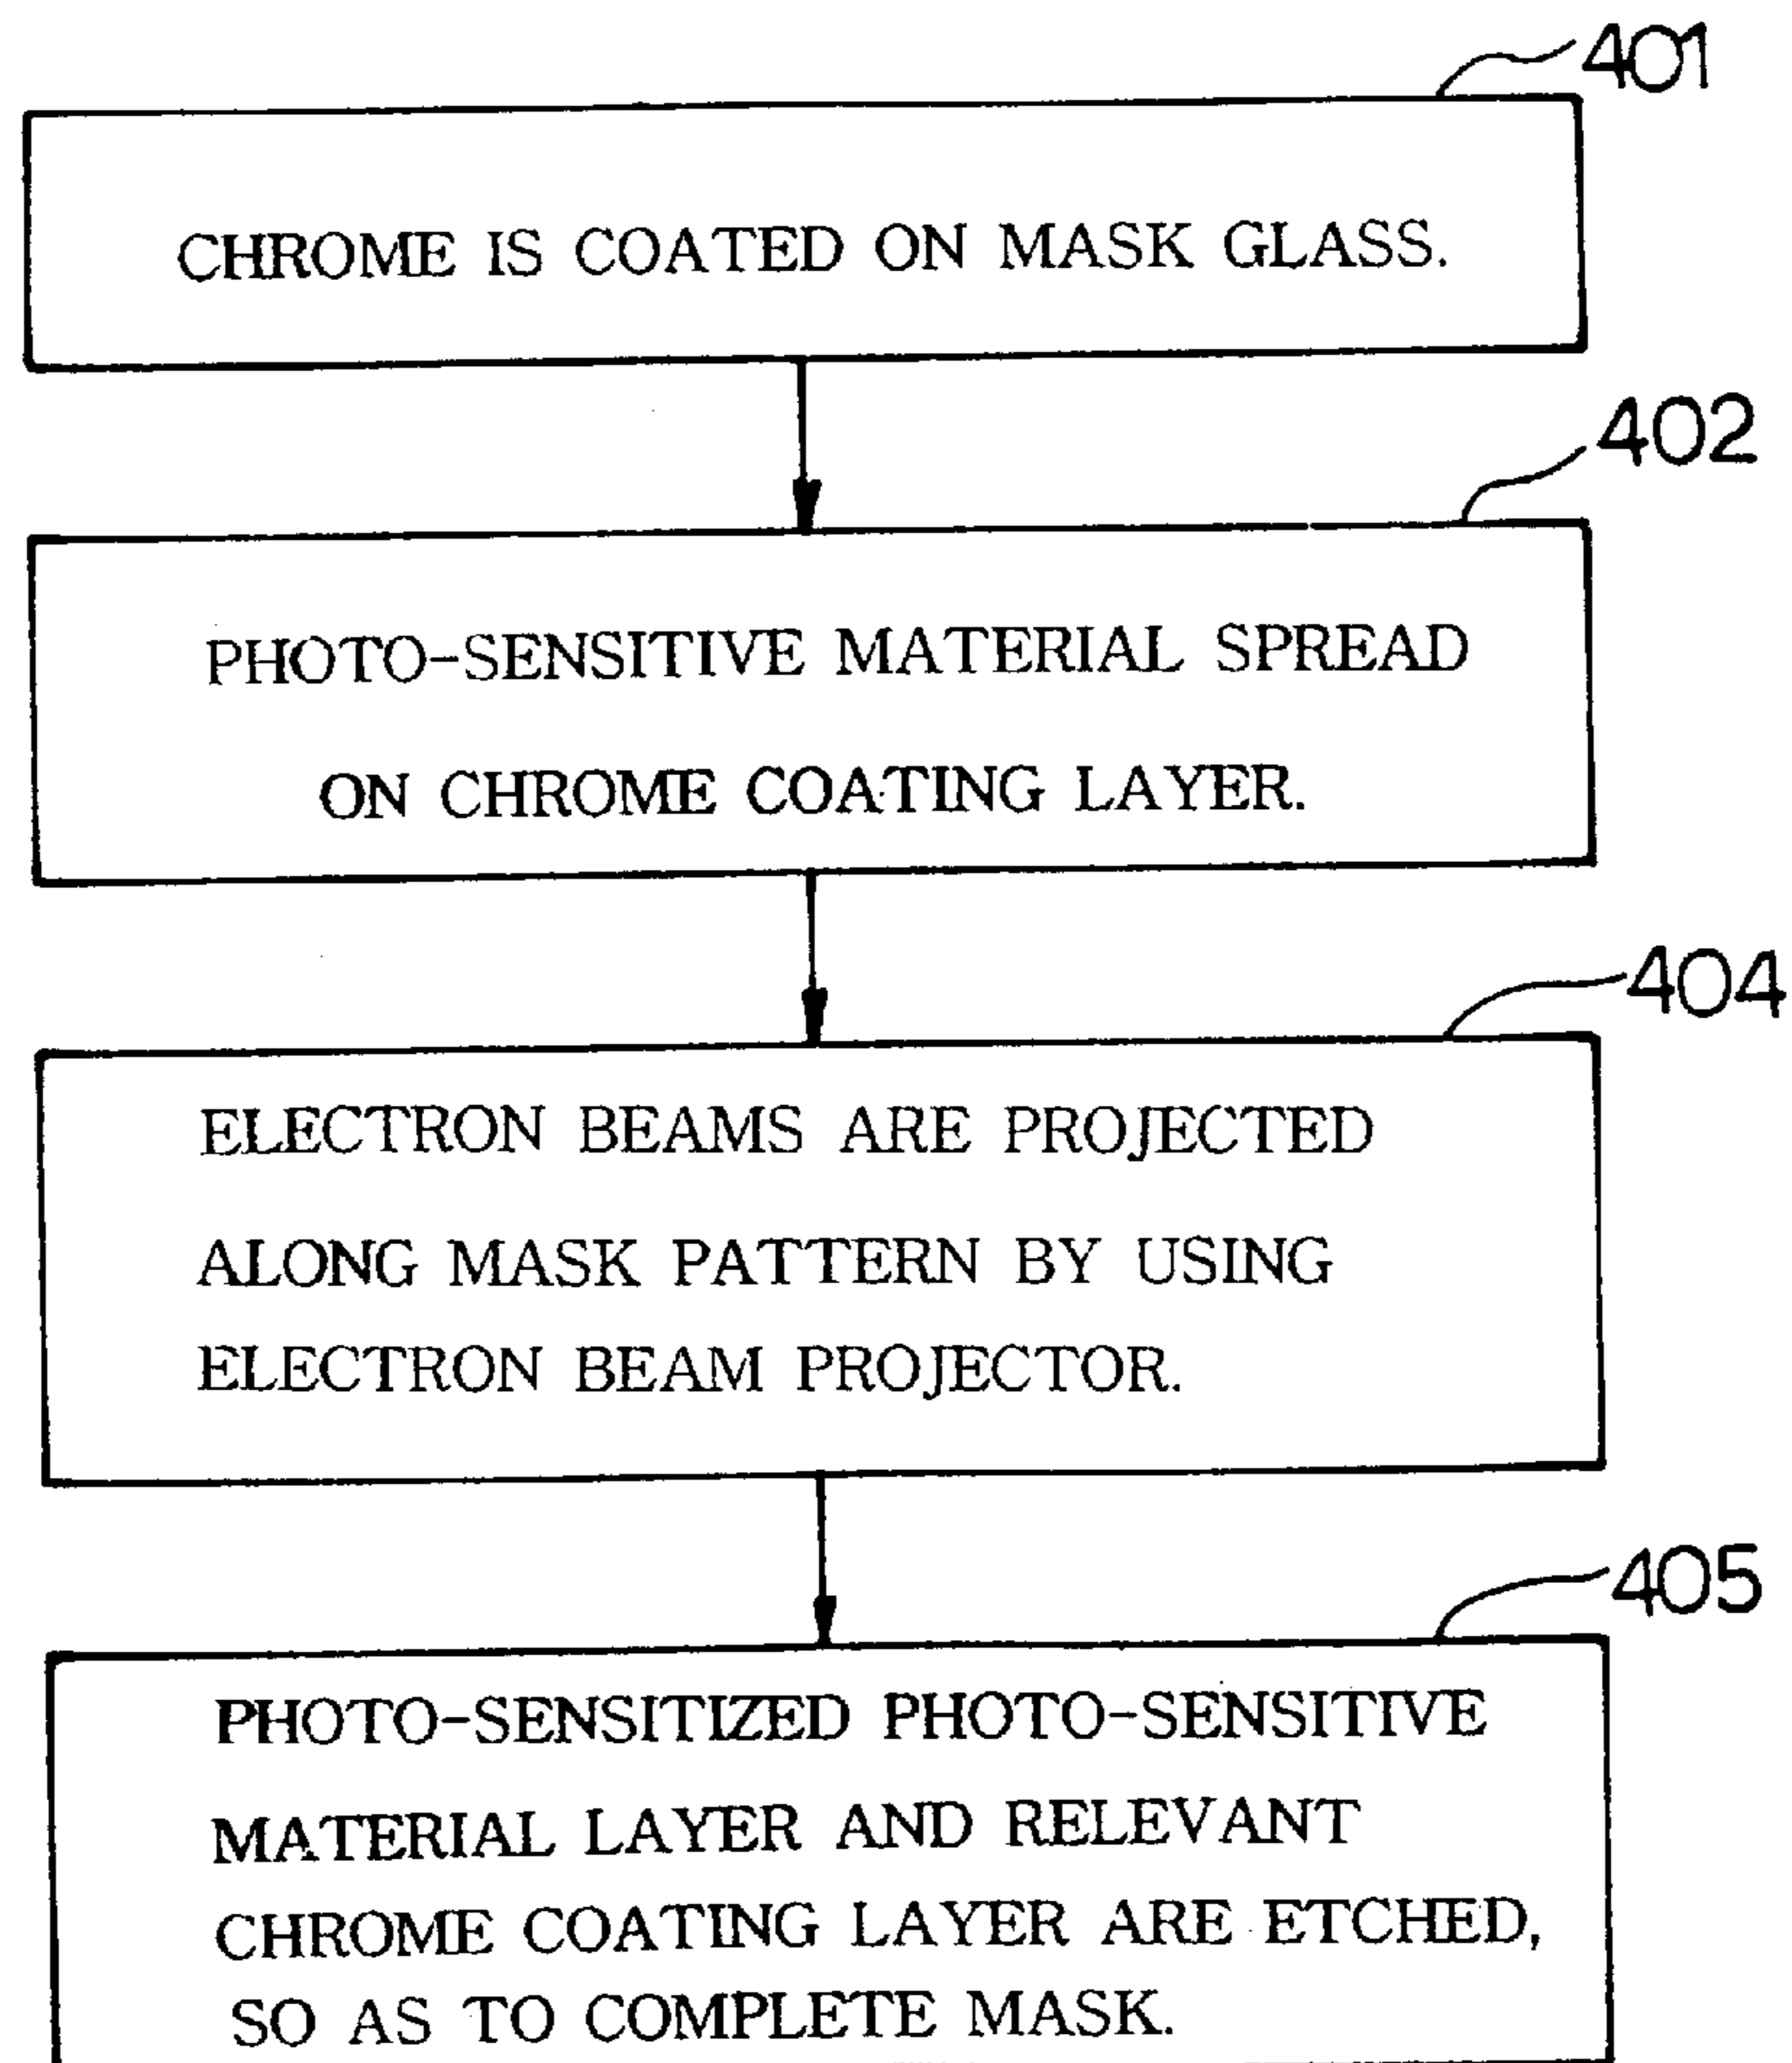 401
CHROME IS COATED ON MASK GLASS.
402
PHOTO-SENSITIVE MATERIAL SPREAD
ON CHROME COATING LAYER.
404
ELECTRON BEAMS ARE PROJECTED
ALONG MASK PATTERN BY USING
ELECTRON BEAM PROJECTOR.
405
PHOTO-SENSITIZED PHOTO-SENSITIVE
MATERIAL LAYER AND RELEVANT
CHROME COATING LAYER ARE ETCHED,
SO AS TO COMPLETE MASK.